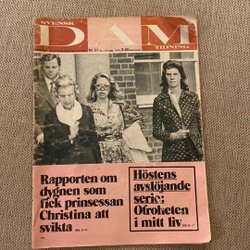 SVENSK
DAM
TIDNING
Rapporten om
dygnen som
fick prinsessan
Christina att
svikta
Höstens
avslöjande
serie:
Otroheten
i mitt liv